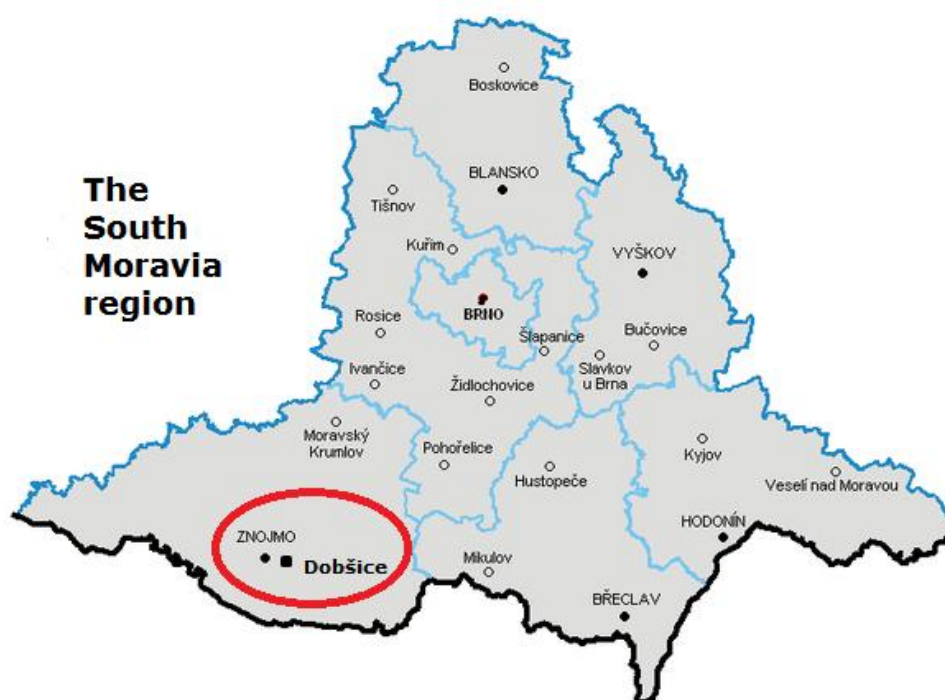 The
South
Moravia
region
Boskovice
BLANSKO
Tišnov
Kuřim
VYŠKOV
BRNO
Rosice
Šlapanice
Bučovice
Slavkov
u Brna
Ivančice
Židlochovice
Moravský
Krumlov
Pohořelice
Hustopeče
Kyjov
Veselí nad Moravou
ZNOJMO
Dobšice
HODONÍN
Mikulov
BŘECLAV